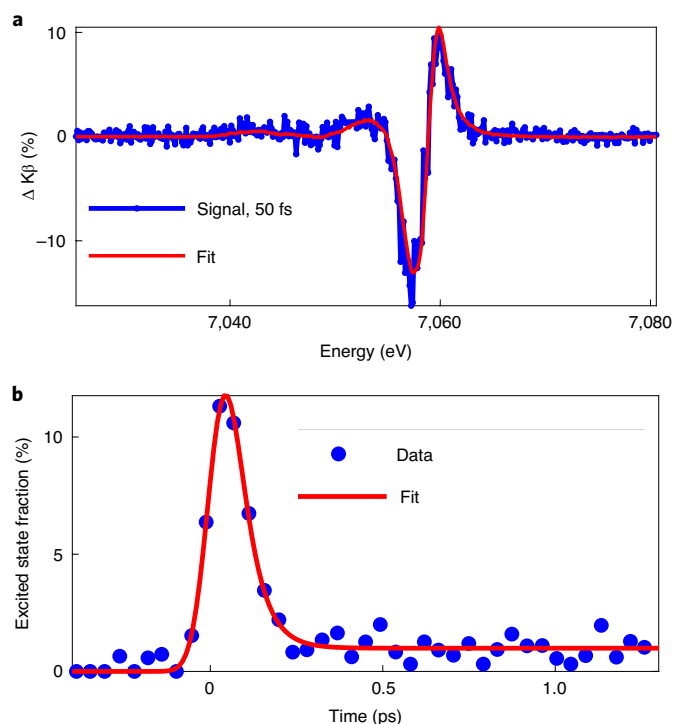 a
10
0
−10
Δ Kβ (%)
Signal, 50 fs
Fit
7,040
7,060
7,080
Energy (eV)
b
10
5
0
Excited state fraction (%)
Data
Fit
0
0.5
1.0
Time (ps)